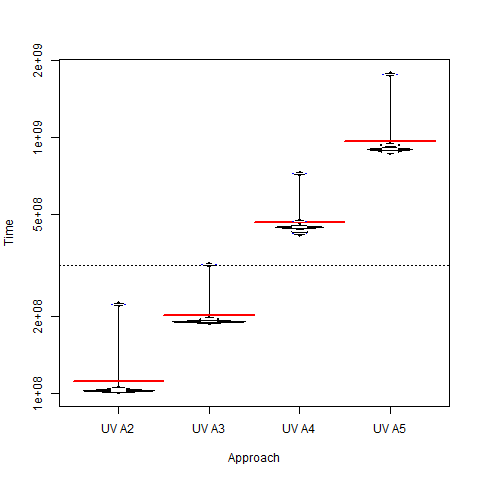 2e+09
1e+09
5e+08
2e+08
1e+08
Time
UV A2 UV A3 UV A4 UV A5
Approach